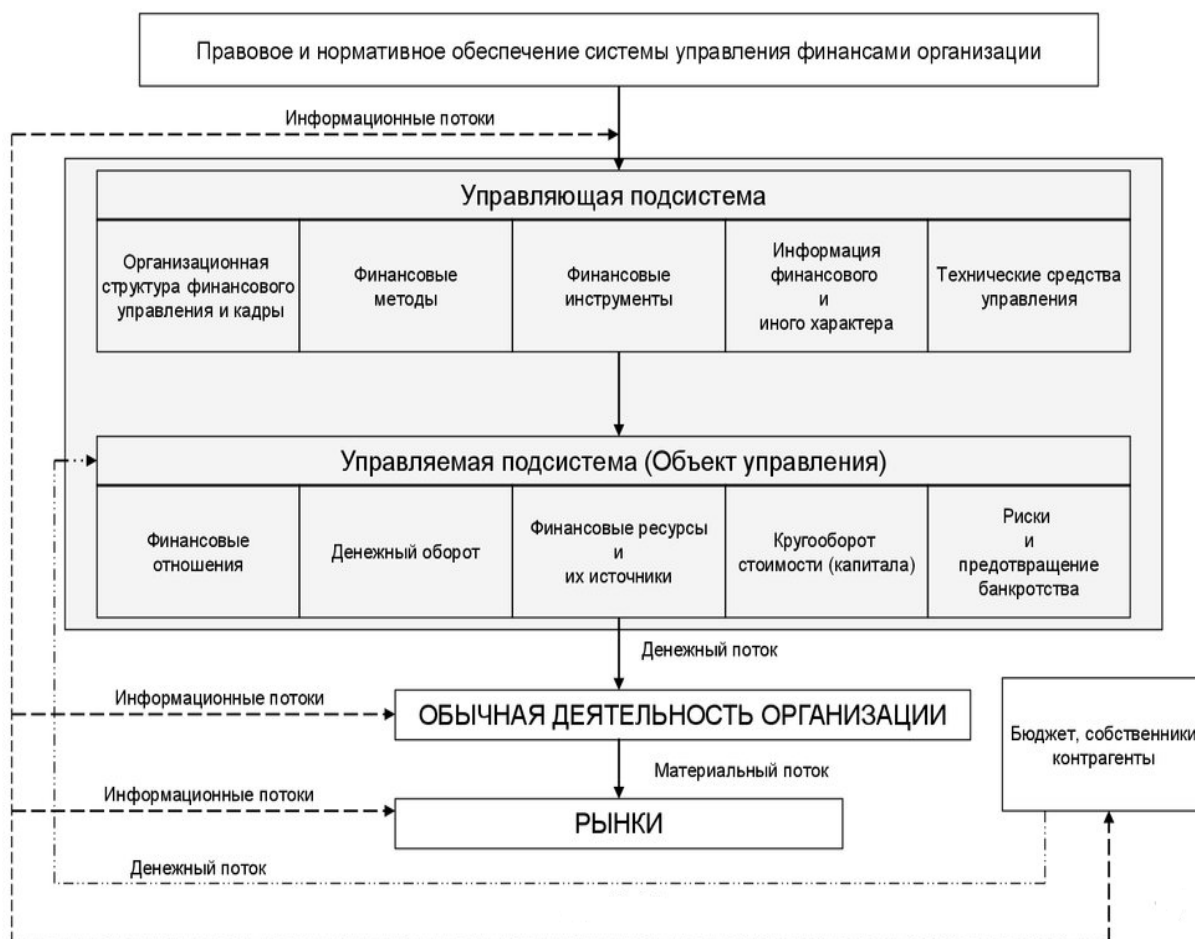 Правовое и нормативное обеспечение системы управления финансами организации
Информационные потоки
Управляющая подсистема
Организационная
структура финансового
управления и кадры
Финансовые
методы
Финансовые
инструменты
Информация
финансового
и
иного характера
Технические средства
управления
Управляемая подсистема (Объект управления)
Финансовые
отношения
Денежный оборот
Финансовые ресурсы
и
их источники
Кругооборот
стоимости (капитала)
Риски
и
предотвращение
банкротства
Денежный поток
Информационные потоки
ОБЫЧНАЯ ДЕЯТЕЛЬНОСТЬ ОРГАНИЗАЦИИ
Бюджет, собственники
контрагенты
Материальный поток
Информационные потоки
РЫНКИ
Денежный поток